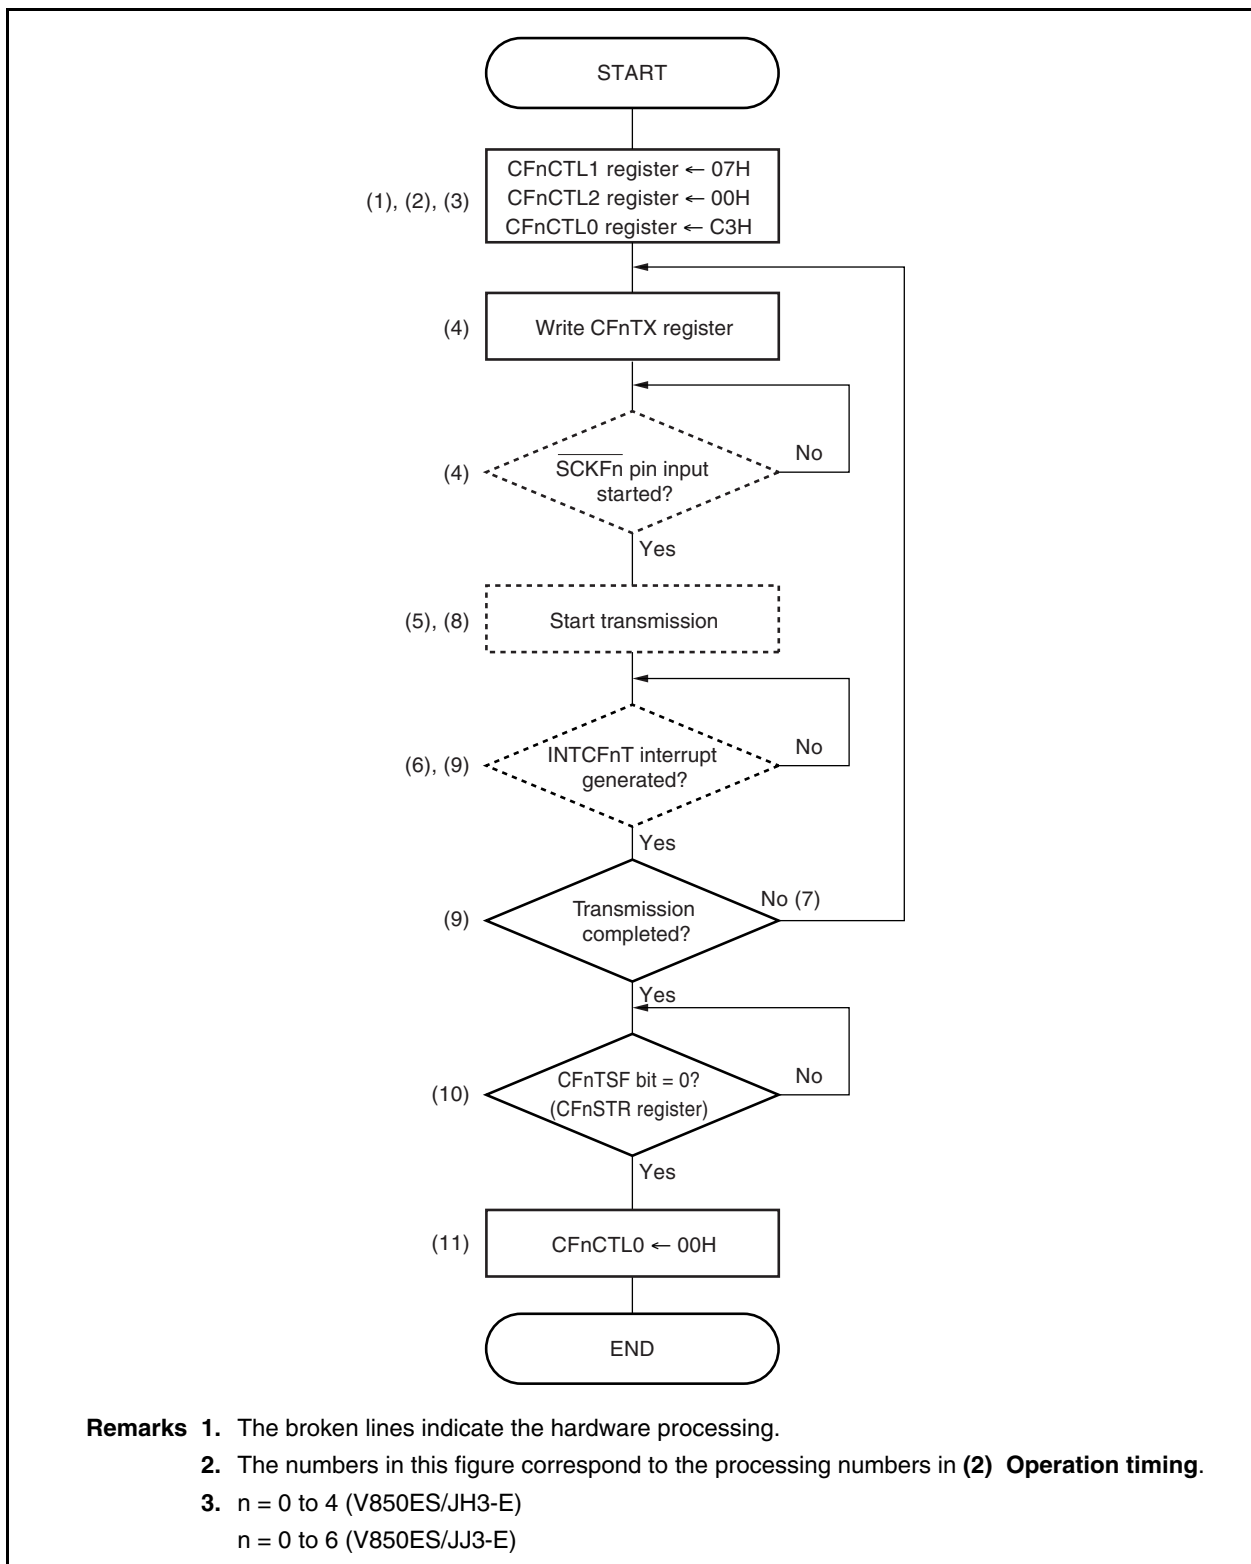 START
CFnCTL1 register ← 07H
(1), (2), (3)
CFnCTL2 register ← 00H
CFnCTL0 register ← C3H
(4)
Write CFnTX register
No
(4)
SCKFn pin input
started?
Yes
(5), (8)
Start transmission
No
(6), (9)
INTCFnT interrupt
generated?
Yes
No (7)
(9)
Transmission
completed?
Yes
No
(10)
CFnTSF bit = 0?
(CFnSTR register)
Yes
(11)
CFnCTL0 ← 00H
END
Remarks 1. The broken lines indicate the hardware processing.
2. The numbers in this figure correspond to the processing numbers in (2) Operation timing.
3. n = 0 to 4 (V850ES/JH3-E)
n = 0 to 6 (V850ES/JJ3-E)